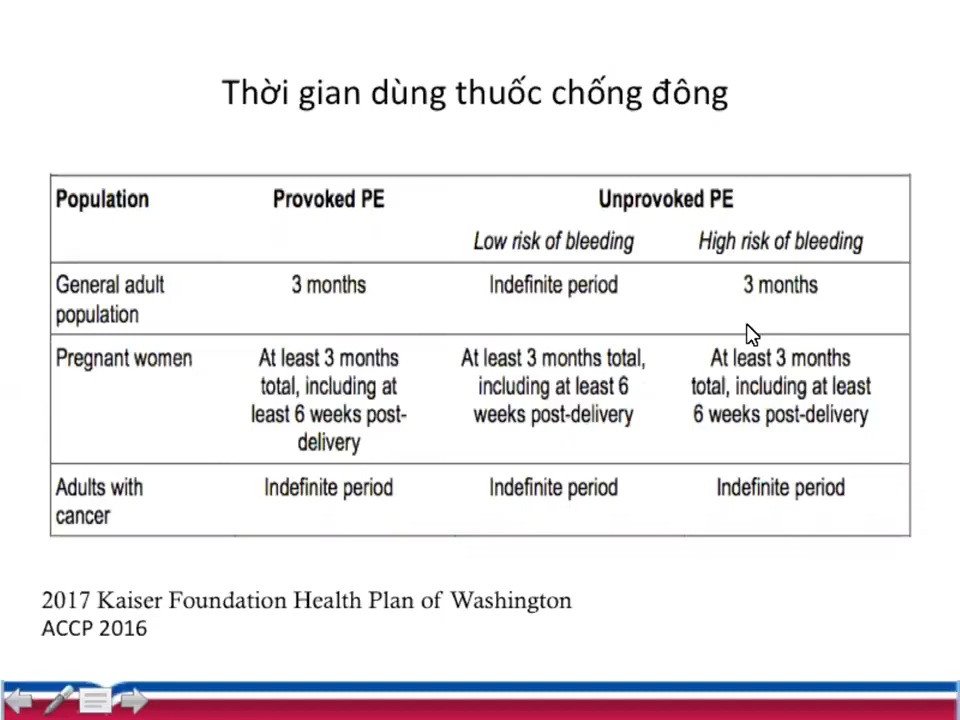 Thời gian dùng thuốc chống đông
Population Provoked PE Unprovoked PE
Low risk of bleeding High risk of bleeding
General adult population 3 months Indefinite period 3 months
Pregnant women At least 3 months total, including at least 6 weeks post-delivery At least 3 months total, including at least 6 weeks post-delivery At least 3 months total, including at least 6 weeks post-delivery
Adults with cancer Indefinite period Indefinite period Indefinite period
2017 Kaiser Foundation Health Plan of Washington
ACCP 2016